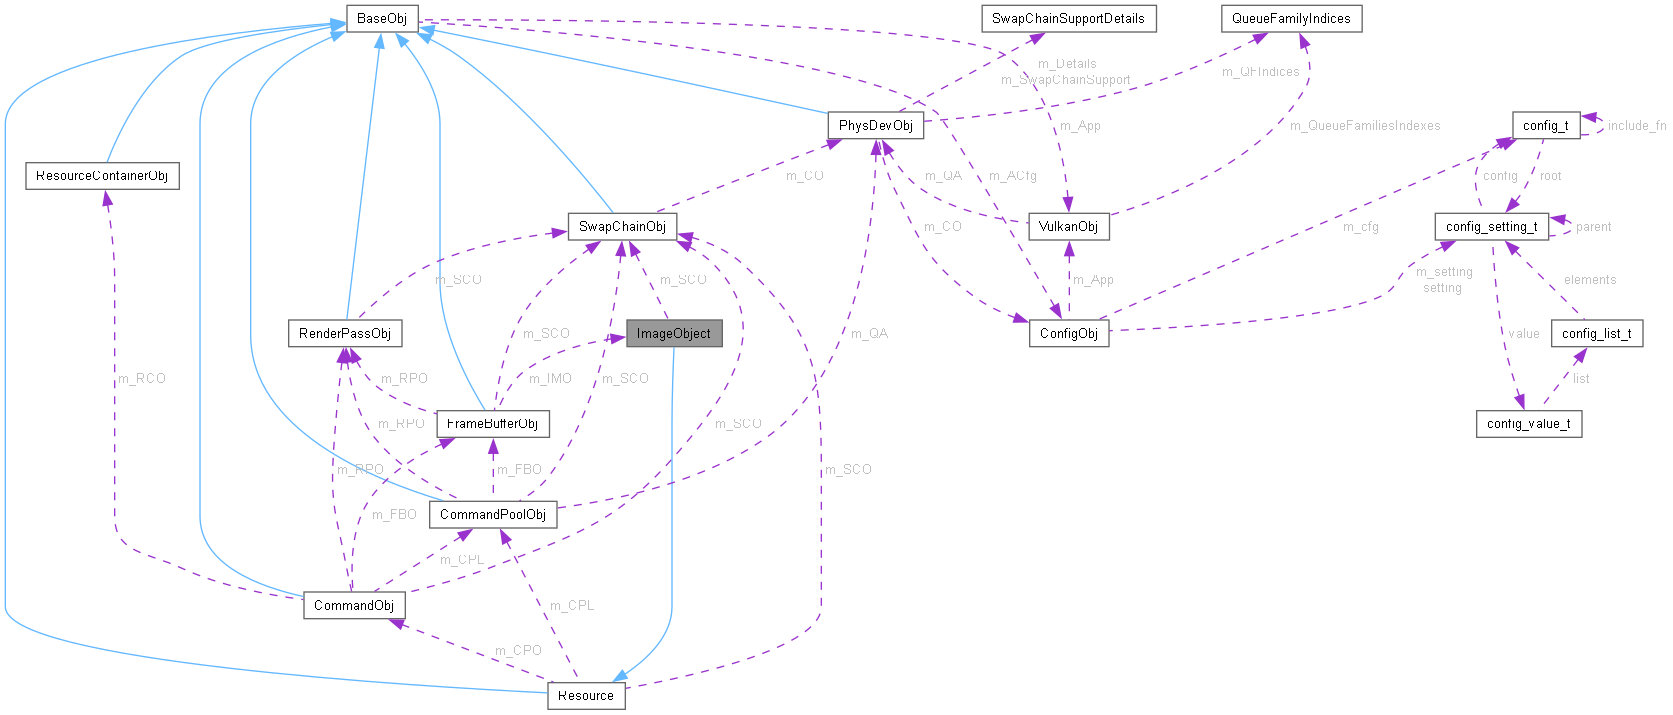 BaseObj
SwapChainSupportDetails
QueueFamilyIndices
m_Details
m_SwapChainSupport
m_QFIndices
PhysDevObj
m_App
m_QueueFamiliesIndexes
config_t
include_fn
ResourceContainerObj
m_CO
m_QA
m_ACfg
config
root
SwapChainObj
m_CO
VulkanObj
m_cfg
config_setting_t
parent
m_SCO
m_SCO
m_App
m_setting
setting
elements
RenderPassObj
m_SCO
ImageObject
m_QA
ConfigObj
value
config_list_t
m_RCO
m_RPO
m_IMO
m_SCO
list
m_RPO
FrameBufferObj
m_SCO
config_value_t
m_RPO
m_FBO
m_SCO
m_FBO
CommandPoolObj
m_CPL
CommandObj
m_CPL
m_CPO
Resource